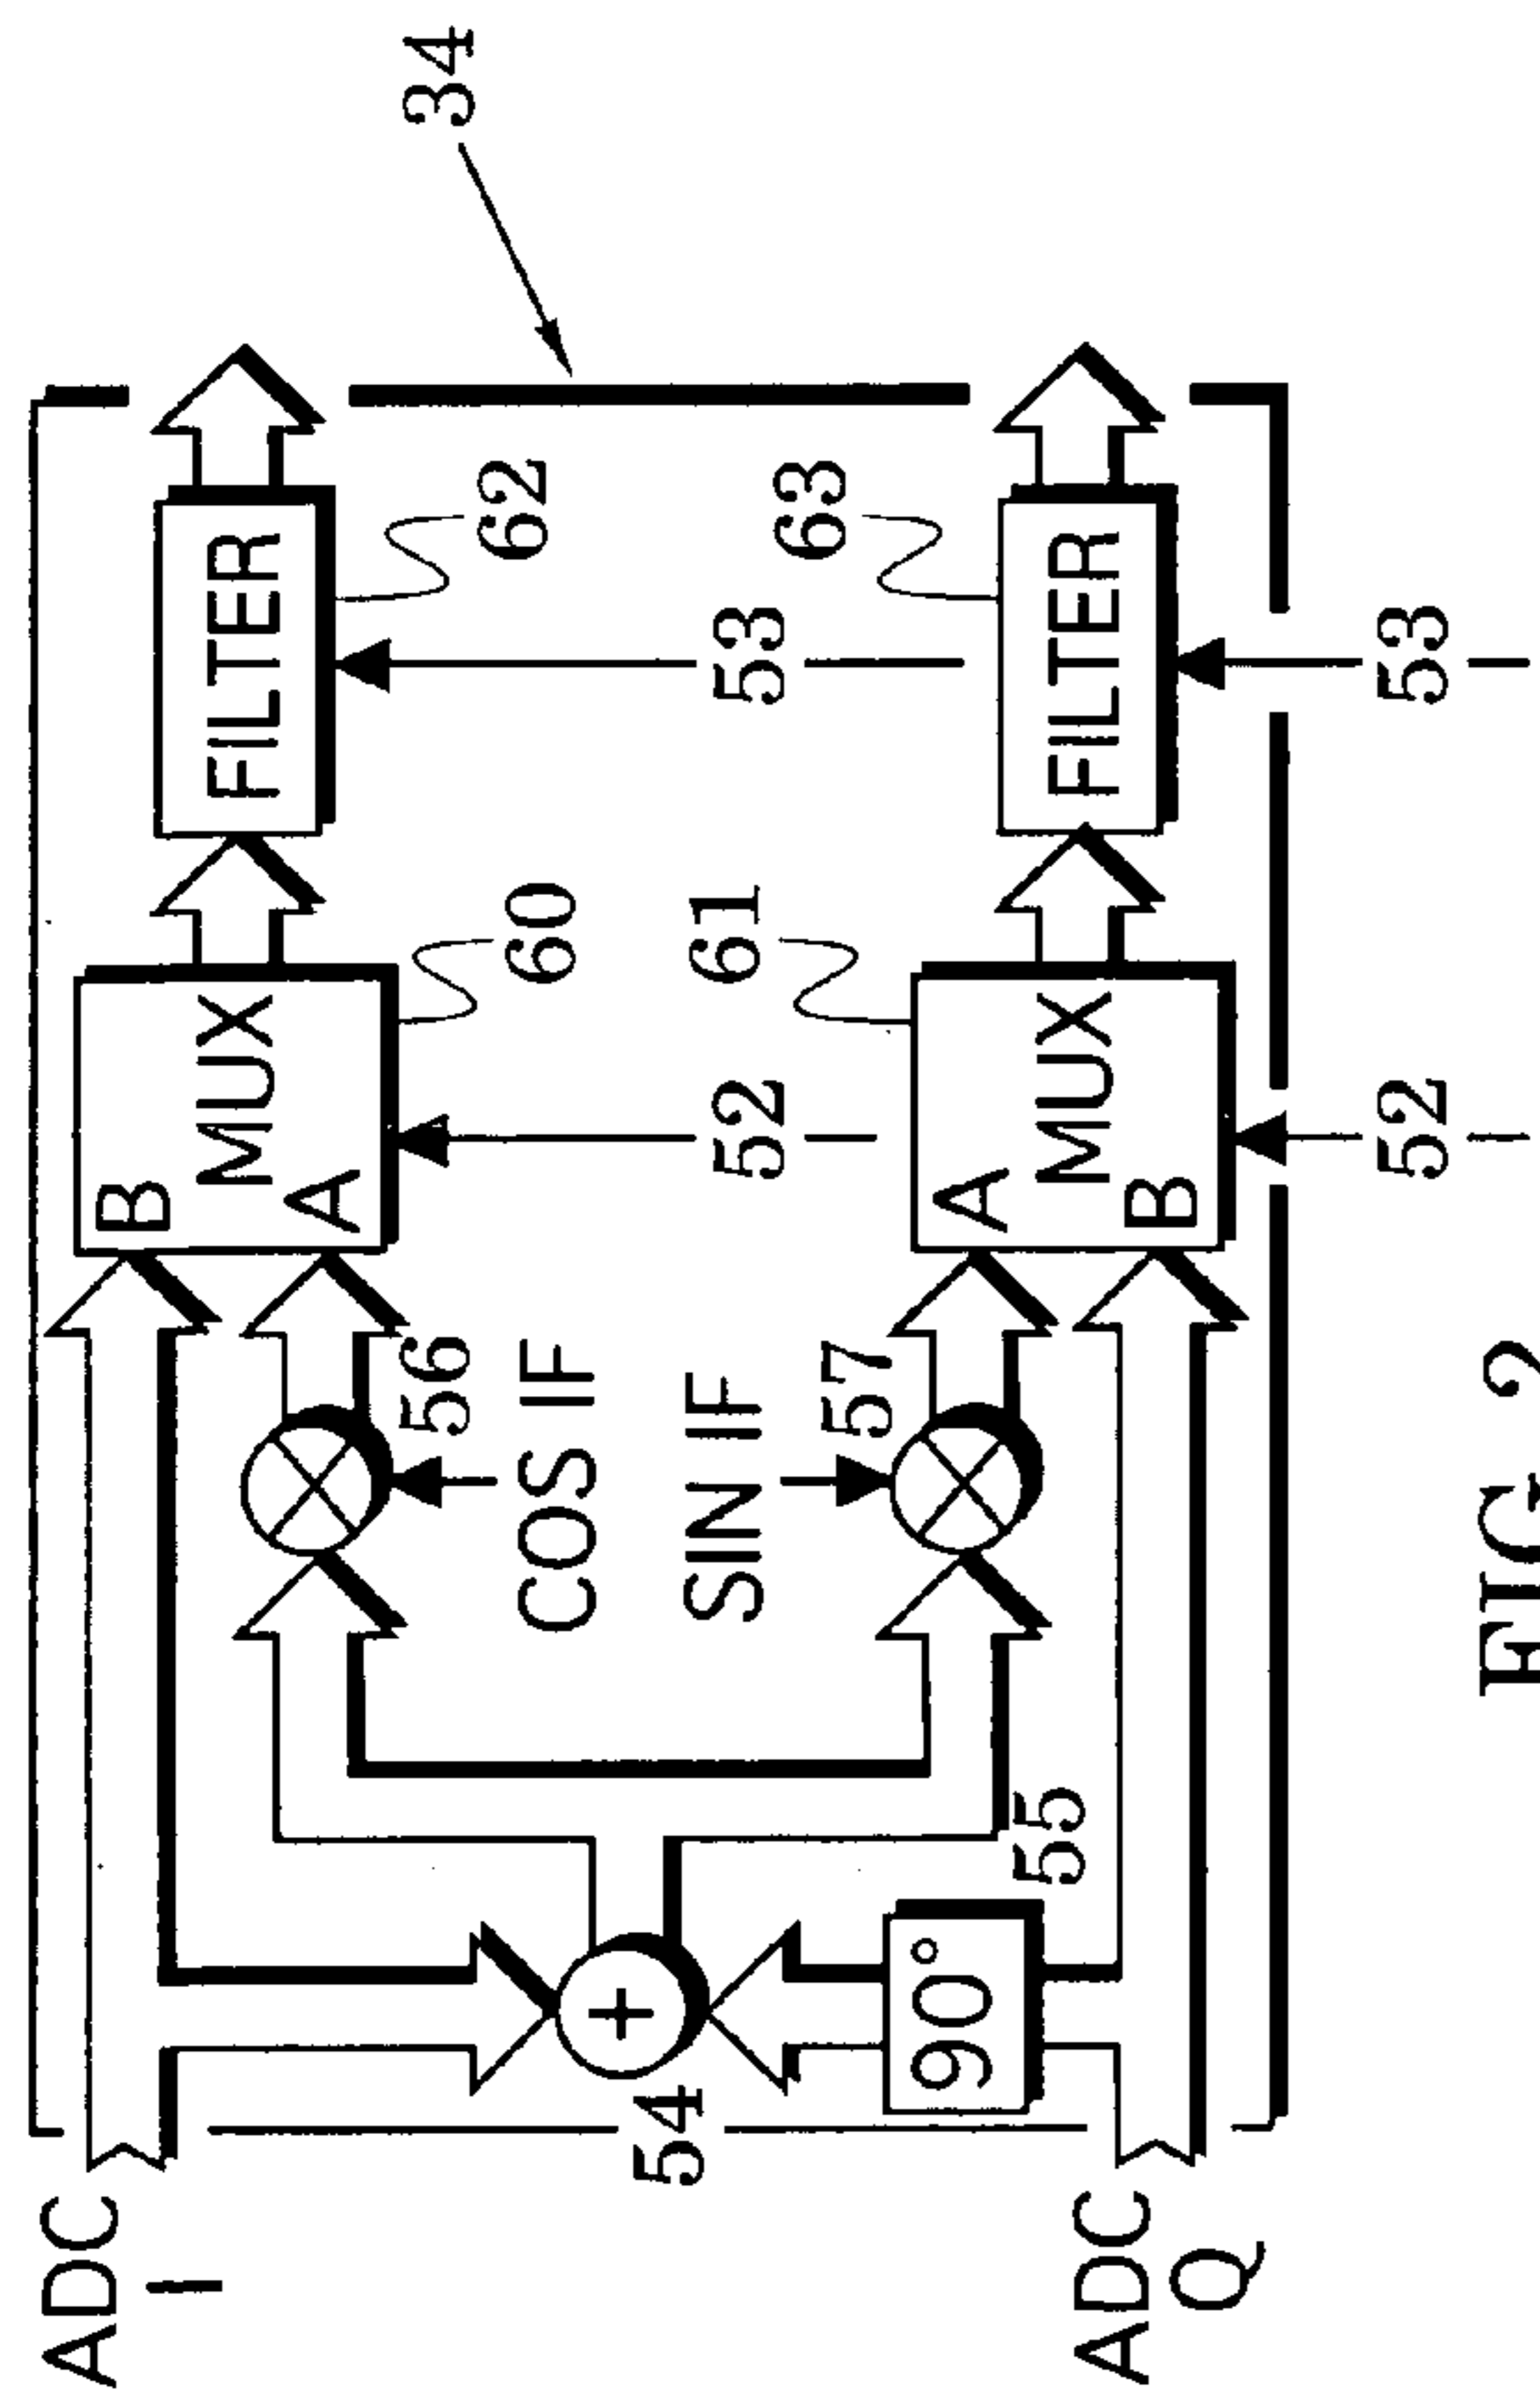 34
ADC
I
B
MUX
A
60
FILTER
62
56
COS IF
52
53
SIN IF
57
61
63
54
A
MUX
B
FILTER
90°
55
ADC
Q
52
53
FIG. 2